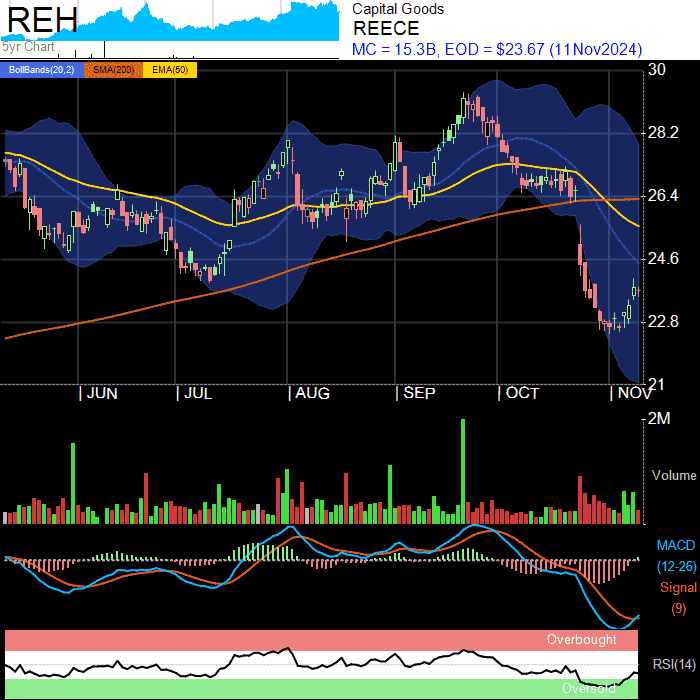 REH
5yr Chart
Capital Goods
REECE
MC = 15.3B, EOD = $23.67 (11Nov2024)
BollBands(20,2) SMA(200) EMA(50)
30
28.2
26.4
24.6
22.8
21
JUN JUL AUG SEP OCT NOV
2M
Volume
MACD
(12-26)
Signal
(9)
Overbought
RSI(14)
Oversold